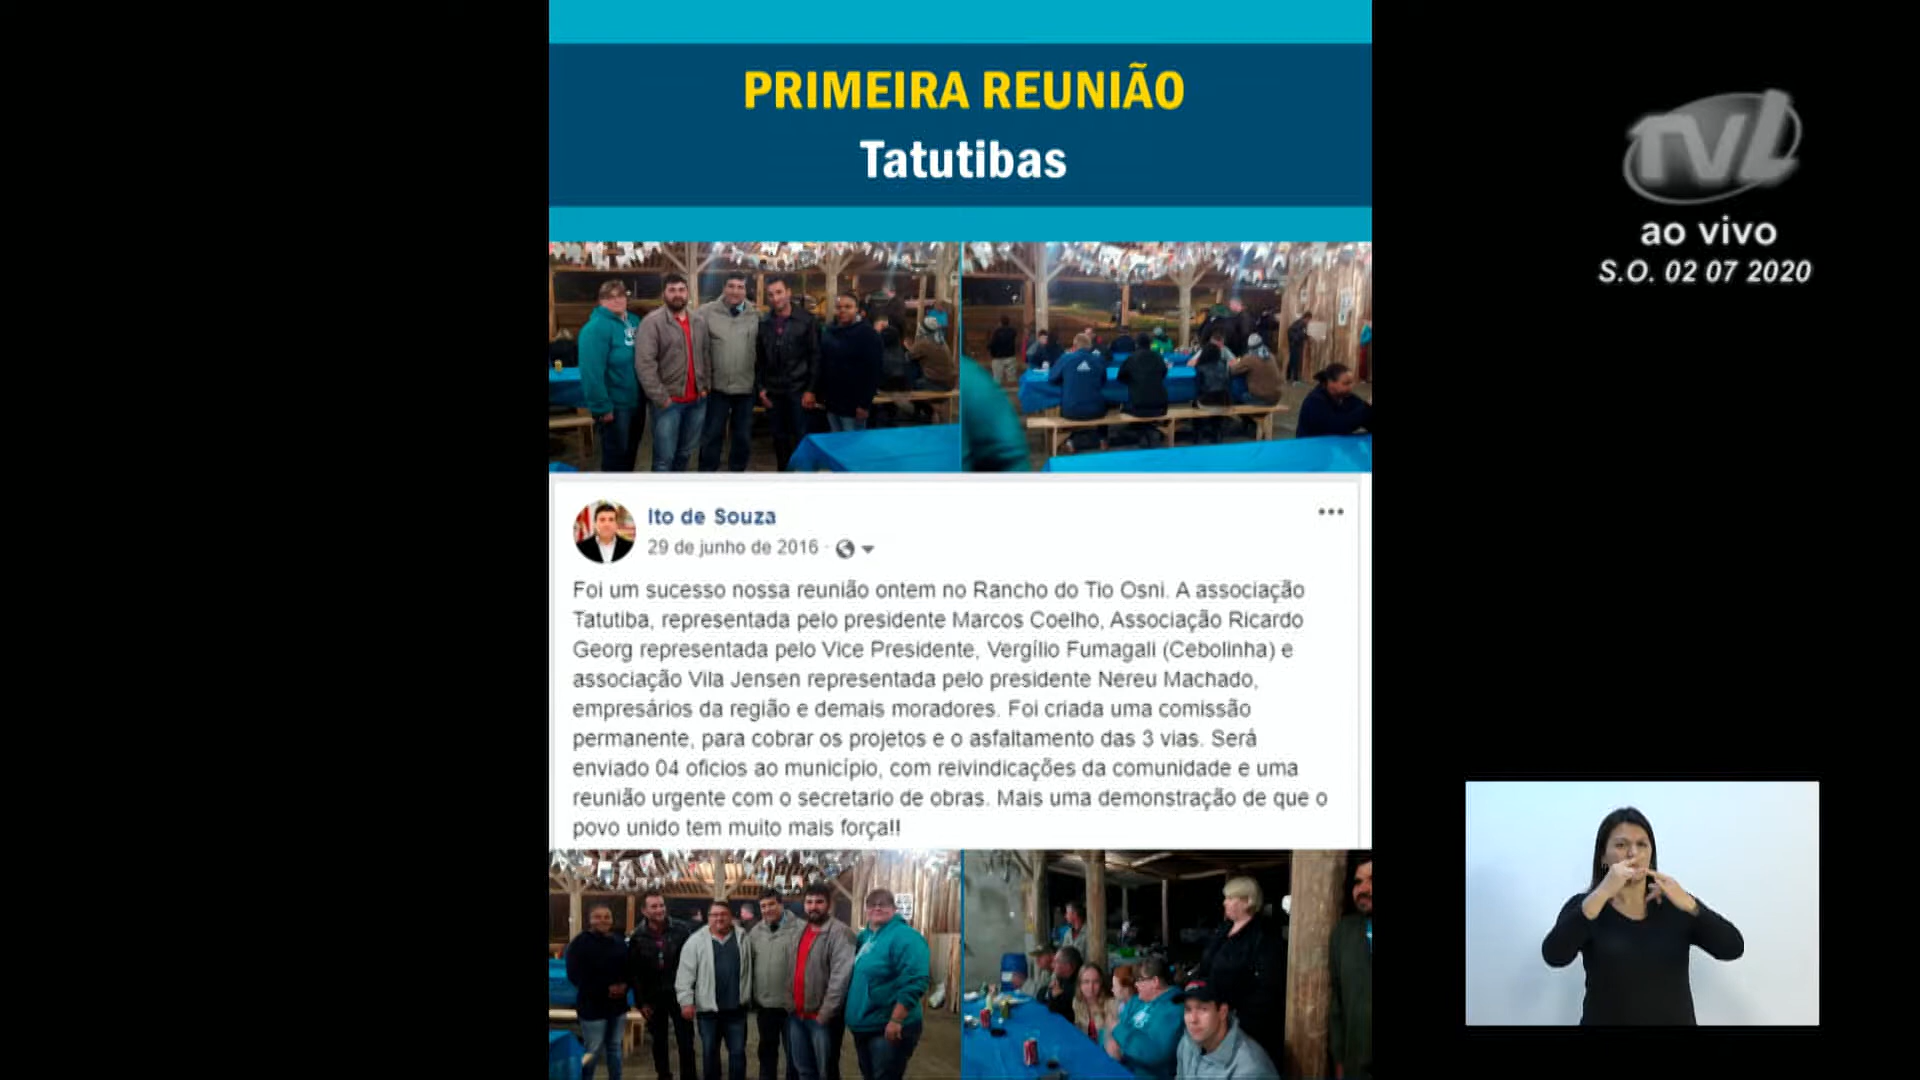 PRIMEIRA REUNIÃO
Tatutibas
TVL
ao vivo
S.O. 02 07 2020
Ito de Souza
29 de junho de 2016 ·
Foi um sucesso nossa reunião ontem no Rancho do Tio Osni. A associação
Tatutiba, representada pelo presidente Marcos Coelho, Associação Ricardo
Georg representada pelo Vice Presidente, Vergílio Fumagali (Cebolinha) e
associação Vila Jensen representada pelo presidente Nereu Machado,
empresários da região e demais moradores. Foi criada uma comissão
permanente, para cobrar os projetos e o asfaltamento das 3 vias. Será
enviado 04 oficios ao município, com reivindicações da comunidade e uma
reunião urgente com o secretario de obras. Mais uma demonstração de que o
povo unido tem muito mais força!!